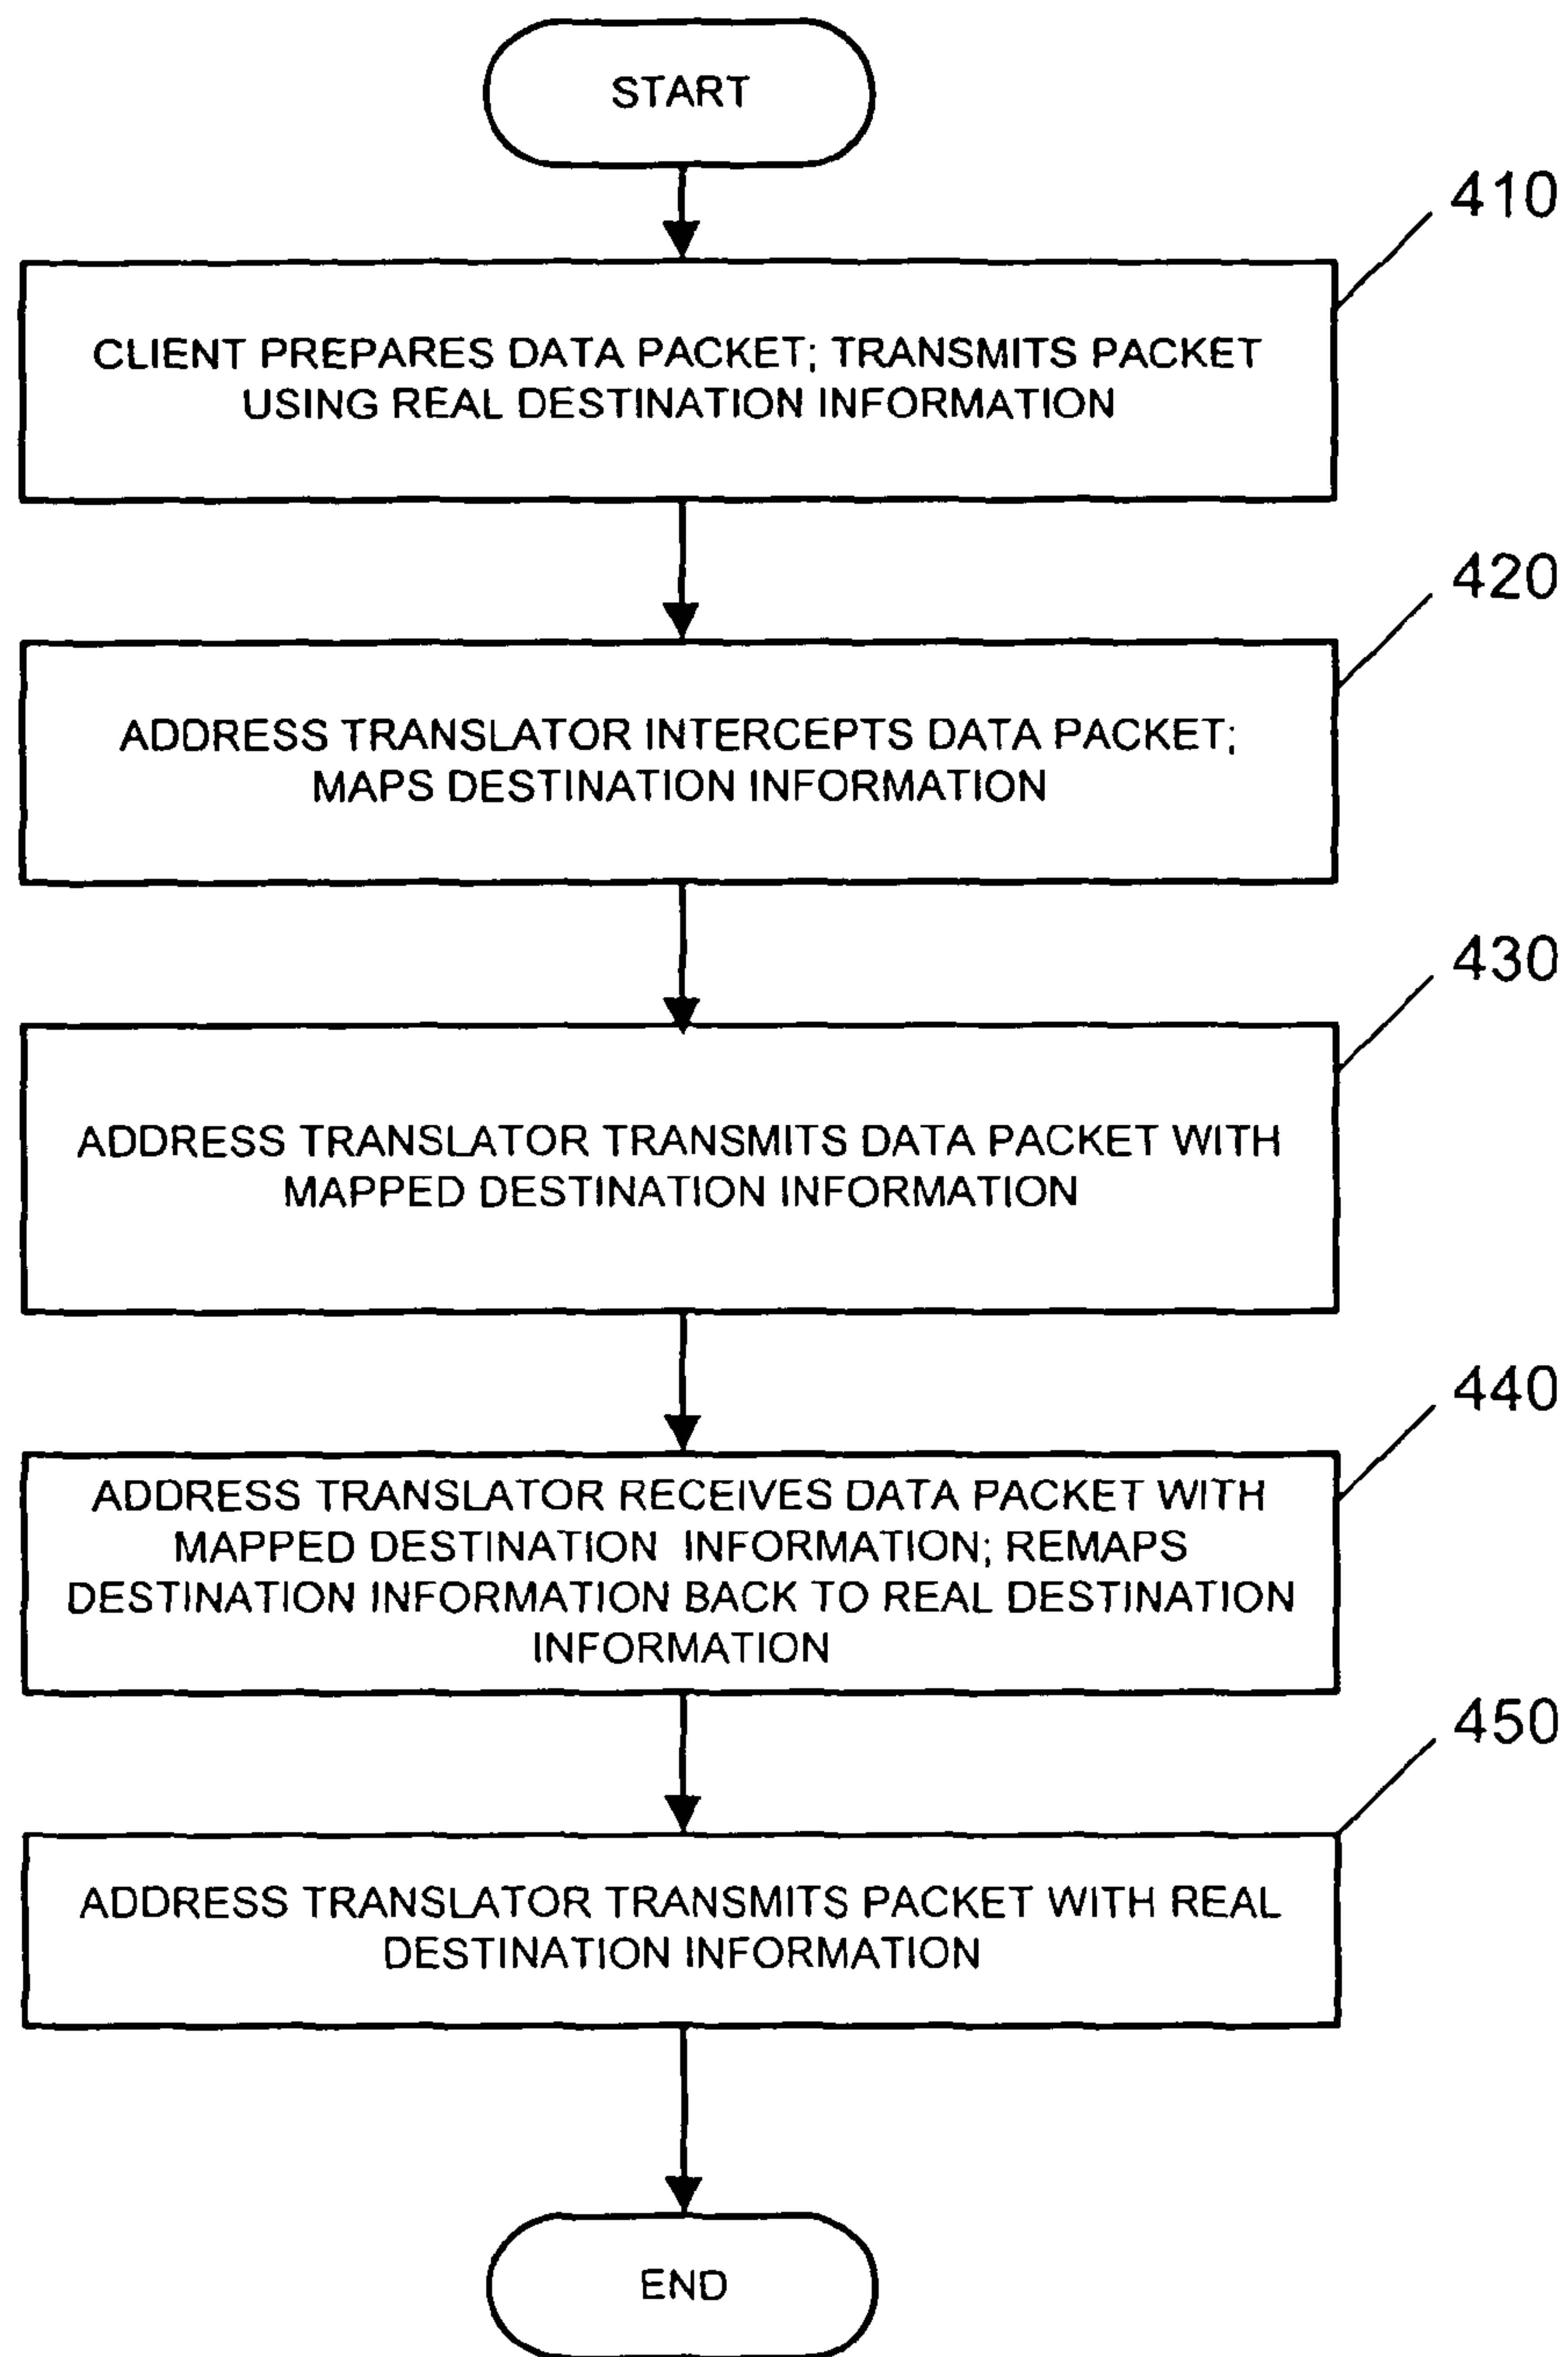 START
410
CLIENT PREPARES DATA PACKET; TRANSMITS PACKET
USING REAL DESTINATION INFORMATION
420
ADDRESS TRANSLATOR INTERCEPTS DATA PACKET;
MAPS DESTINATION INFORMATION
430
ADDRESS TRANSLATOR TRANSMITS DATA PACKET WITH
MAPPED DESTINATION INFORMATION
440
ADDRESS TRANSLATOR RECEIVES DATA PACKET WITH
MAPPED DESTINATION INFORMATION; REMAPS
DESTINATION INFORMATION BACK TO REAL DESTINATION
INFORMATION
450
ADDRESS TRANSLATOR TRANSMITS PACKET WITH REAL
DESTINATION INFORMATION
END